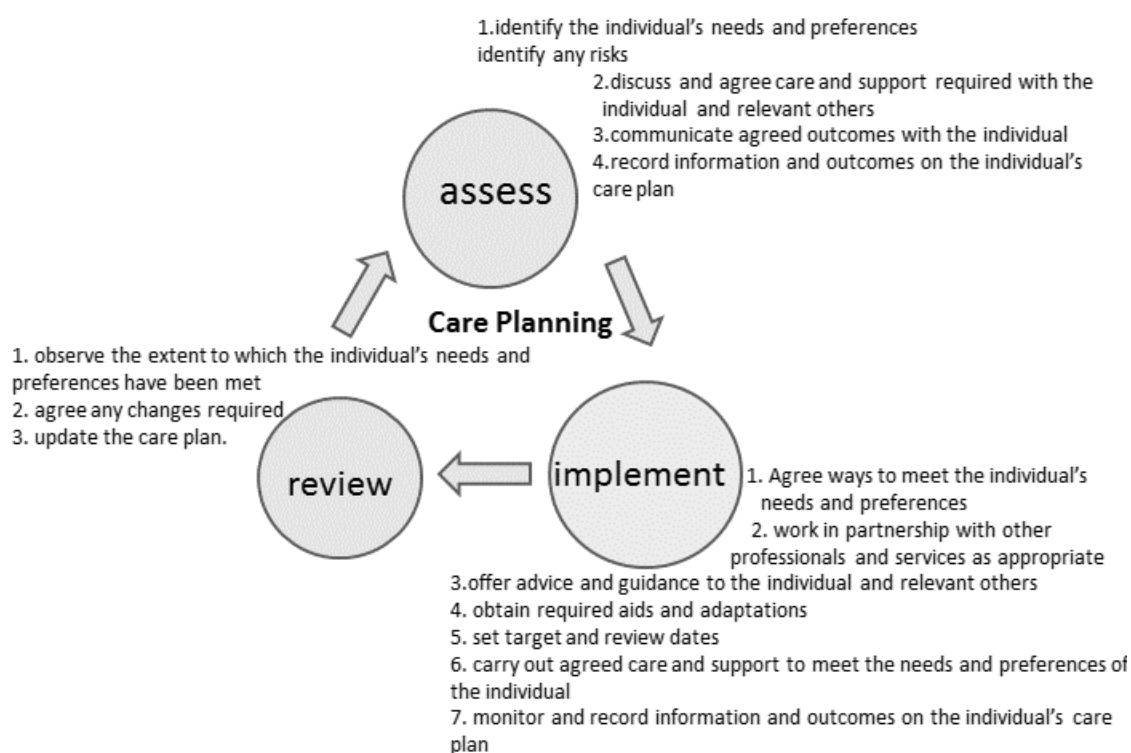 1.identify the individual's needs and preferences
identify any risks
2.discuss and agree care and support required with the
individual and relevant others
3.communicate agreed outcomes with the individual
4.record information and outcomes on the individual's
care plan
assess
Care Planning
1. observe the extent to which the individual's needs and
preferences have been met
2. agree any changes required
3. update the care plan.
review
implement
1. Agree ways to meet the individual's
needs and preferences
2. work in partnership with other
professionals and services as appropriate
3.offer advice and guidance to the individual and relevant others
4. obtain required aids and adaptations
5. set target and review dates
6. carry out agreed care and support to meet the needs and preferences of
the individual
7. monitor and record information and outcomes on the individual's care
plan